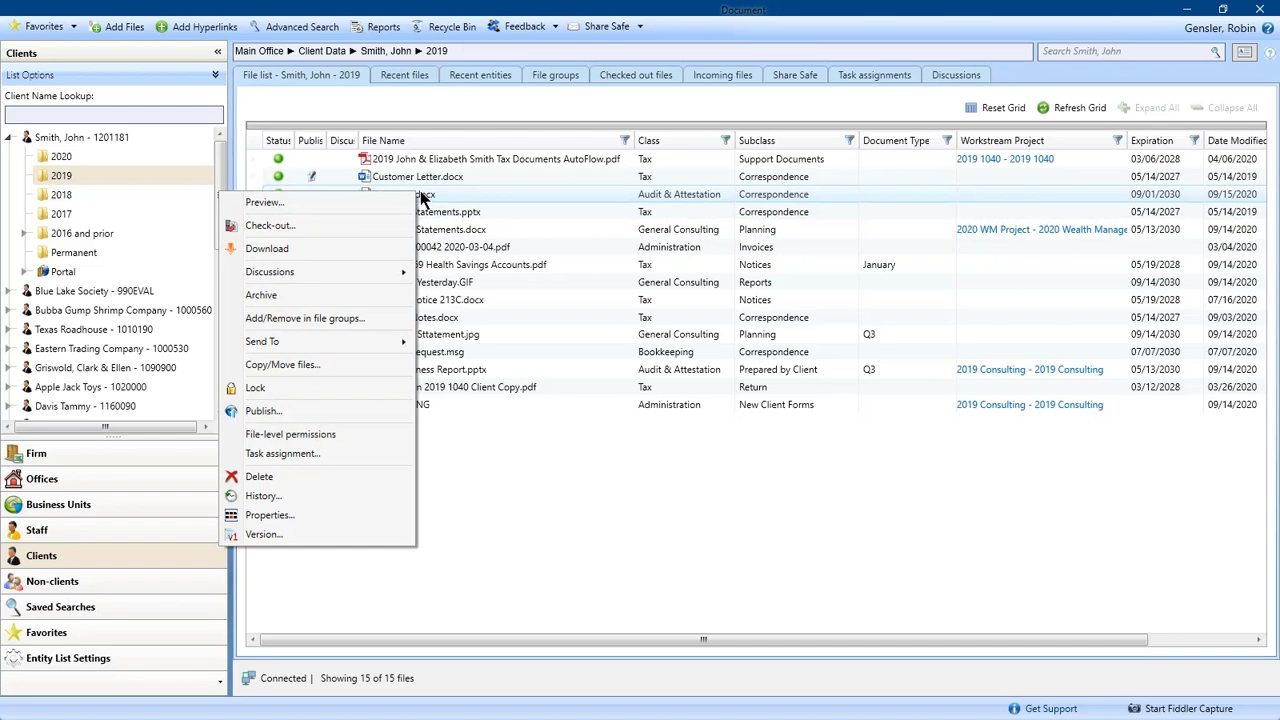 Document
Favorites Add Files Add Hyperlinks Advanced Search Reports Recycle Bin Feedback Share Safe Gensler, Robin
Clients «
Main Office Client Data Smith, John 2019 Search Smith, John
List Options
File list - Smith, John - 2019 Recent files Recent entities File groups Checked out files Incoming files Share Safe Task assignments Discussions
Client Name Lookup:
Reset Grid Refresh Grid Expand All Collapse All
Smith, John - 1201181
2020
2019
2018
2017
2016 and prior
Permanent
Portal
Blue Lake Society - 990EVAL
Bubba Gump Shrimp Company - 1000560
Texas Roadhouse - 1010190
Eastern Trading Company - 1000530
Griswold, Clark & Ellen - 1090900
Apple Jack Toys - 1020000
Davis Tammy - 1160090
Firm
Offices
Business Units
Staff
Clients
Non-clients
Saved Searches
Favorites
Entity List Settings
Status Publis Discu File Name Class Subclass Document Type Workstream Project Expiration Date Modified
2019 John & Elizabeth Smith Tax Documents AutoFlow.pdf Tax Support Documents 2019 1040 - 2019 1040 03/06/2028 04/06/2020
Customer Letter.docx Tax Correspondence 05/14/2027 05/14/2019
ocx Audit & Attestation Correspondence 09/01/2030 09/15/2020
tatements.pptx Tax Correspondence 05/14/2027 05/14/2019
Statements.docx General Consulting Planning 2020 WM Project - 2020 Wealth Manage 05/13/2030 09/14/2020
00042 2020-03-04.pdf Administration Invoices 03/04/2020
69 Health Savings Accounts.pdf Tax Notices January 05/19/2028 09/14/2020
Yesterday.GIF General Consulting Reports 09/14/2030 09/14/2020
otice 213C.docx Tax Notices 05/19/2028 07/16/2020
Notes.docx Tax Correspondence 09/14/2027 09/03/2020
Sttatement.jpg General Consulting Planning Q3 09/14/2030 09/14/2020
equest.msg Bookkeeping Correspondence 07/07/2030 07/07/2020
ness Report.pptx Audit & Attestation Prepared by Client Q3 2019 Consulting - 2019 Consulting 05/13/2030 09/14/2020
n 2019 1040 Client Copy.pdf Tax Return 03/12/2028 03/26/2020
NG Administration New Client Forms 2019 Consulting - 2019 Consulting 09/14/2020
Preview...
Check-out...
Download
Discussions
Archive
Add/Remove in file groups...
Send To
Copy/Move files...
Lock
Publish...
File-level permissions
Task assignment...
Delete
History...
Properties...
v1 Version...
Connected | Showing 15 of 15 files
Get Support Start Fiddler Capture